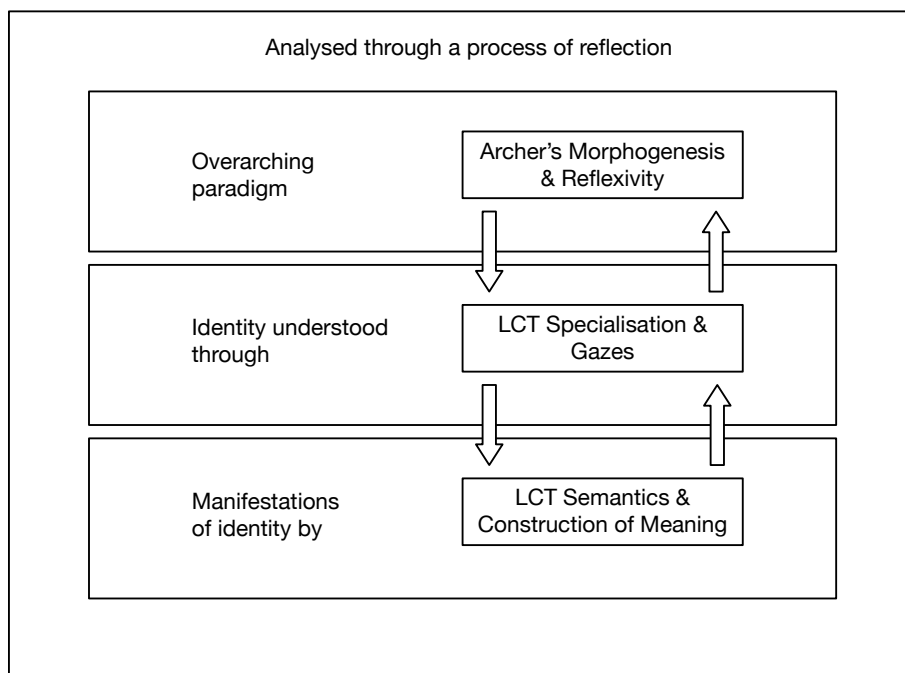 Analysed through a process of reflection
Overarching
paradigm
Archer’s Morphogenesis
& Reflexivity
Identity understood
through
LCT Specialisation &
Gazes
Manifestations
of identity by
LCT Semantics &
Construction of Meaning